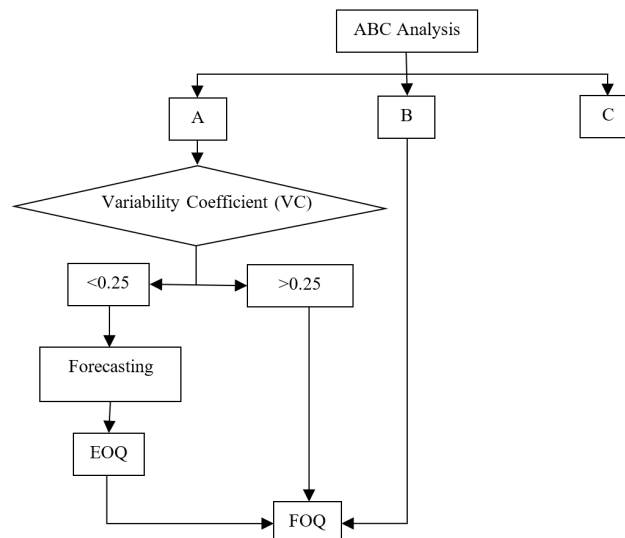 ABC Analysis
A
B
C
Variability Coefficient (VC)
<0.25
>0.25
Forecasting
EOQ
FOQ